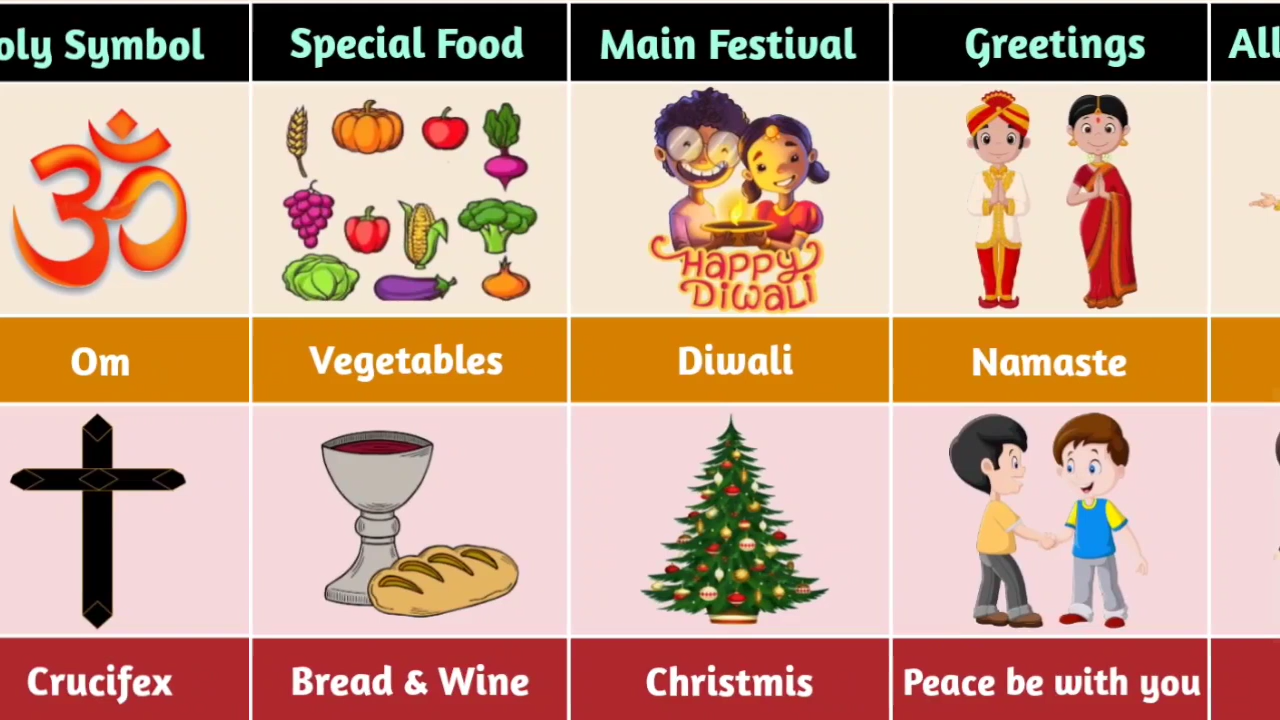 oly Symbol
Special Food
Main Festival
Greetings
All
ॐ
HAPPY
DiWALi
Om
Vegetables
Diwali
Namaste
Crucifex
Bread & Wine
Christmis
Peace be with you